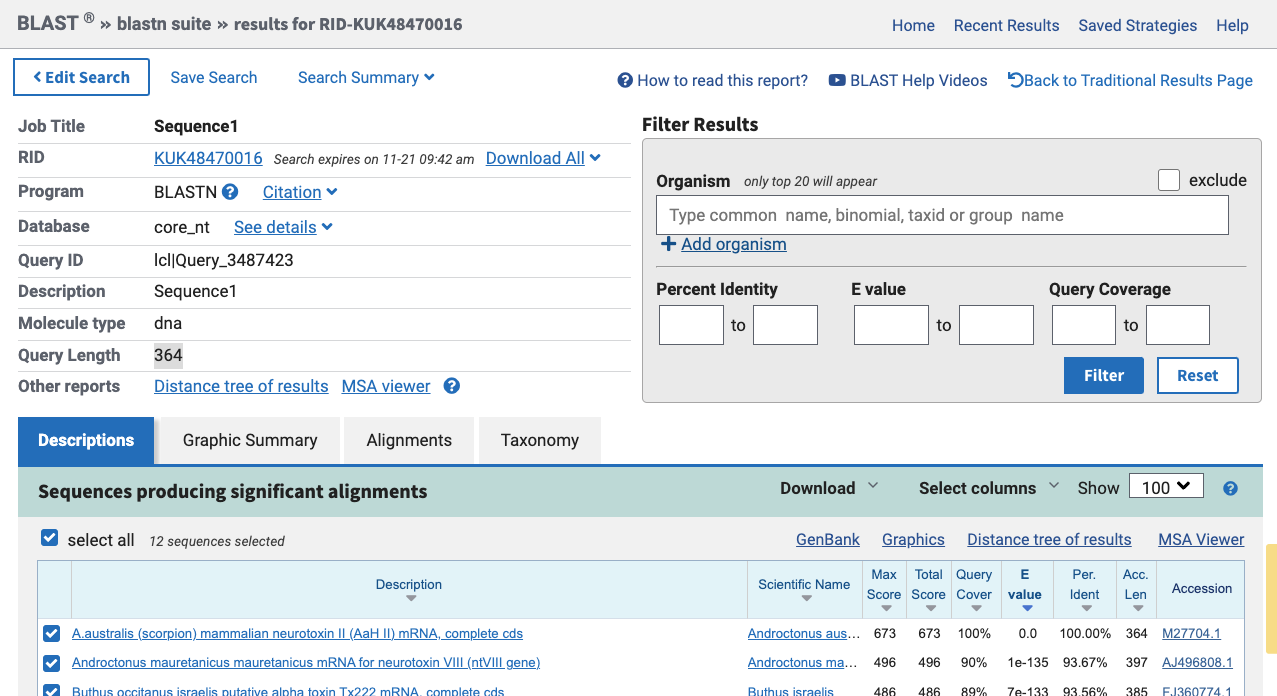 BLAST ® » blastn suite » results for RID-KUK48470016
Home Recent Results Saved Strategies Help
Edit Search Save Search Search Summary
How to read this report? BLAST Help Videos Back to Traditional Results Page
Job Title Sequence1
RID KUK48470016 Search expires on 11-21 09:42 am Download All
Program BLASTN Citation
Database core_nt See details
Query ID lcl|Query_3487423
Description Sequence1
Molecule type dna
Query Length 364
Other reports Distance tree of results MSA viewer
Filter Results
Organism only top 20 will appear exclude
Type common name, binomial, taxid or group name
Add organism
Percent Identity E value Query Coverage
to to to
Filter Reset
Descriptions Graphic Summary Alignments Taxonomy
Sequences producing significant alignments Download Select columns Show 100
select all 12 sequences selected GenBank Graphics Distance tree of results MSA Viewer
Description Scientific Name Max Score Total Score Query Cover E value Per. Ident Acc. Len Accession
A.australis (scorpion) mammalian neurotoxin II (AaH II) mRNA, complete cds Androctonus aus... 673 673 100% 0.0 100.00% 364 M27704.1
Androctonus mauretanicus mauretanicus mRNA for neurotoxin VIII (ntVIII gene) Androctonus ma... 496 496 90% 1e-135 93.67% 397 AJ496808.1
Buthus occitanus israelis putative alpha toxin Tx222 mRNA, complete cds Buthus israelis 486 486 89% 7e-133 93.56% 385 FJ360774.1